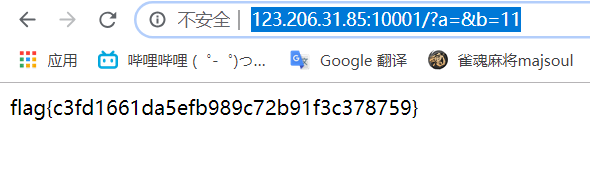 不安全 | 123.206.31.85:10001/?a=&b=11
应用 哔哩哔哩 (゜-゜)つ... Google 翻译 雀魂麻将majsoul
flag{c3fd1661da5efb989c72b91f3c378759}